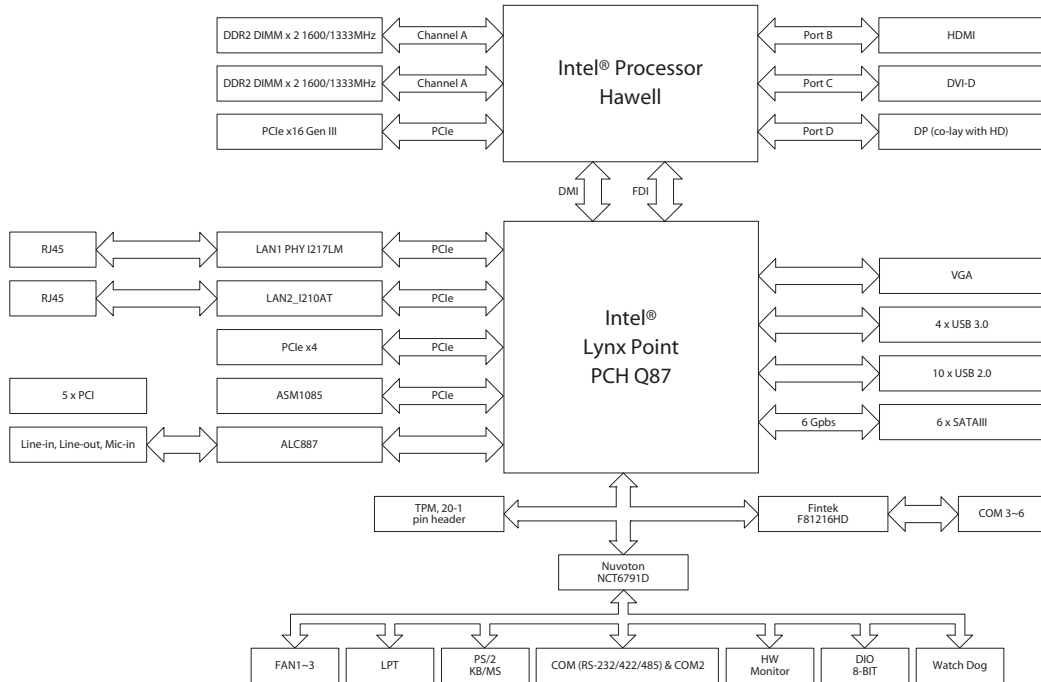 DDR2 DIMM x 2 1600/1333MHz
Channel A
Intel® Processor
Hawell
Port B
HDMI
DDR2 DIMM x 2 1600/1333MHz
Channel A
Port C
DVI-D
PCIe x16 Gen III
PCIe
Port D
DP (co-lay with HD)
DMI
FDI
RJ45
LAN1 PHY I217LM
PCIe
VGA
RJ45
LAN2_I210AT
PCIe
Intel®
Lynx Point
PCH Q87
4 x USB 3.0
PCIe x4
PCIe
10 x USB 2.0
5 x PCI
ASM1085
PCIe
6 Gpbs
6 x SATAIII
Line-in, Line-out, Mic-in
ALC887
TPM, 20-1
pin header
Fintek
F81216HD
COM 3~6
Nuvoton
NCT6791D
FAN1~3
LPT
PS/2
KB/MS
COM (RS-232/422/485) & COM2
HW
Monitor
DIO
8-BIT
Watch Dog